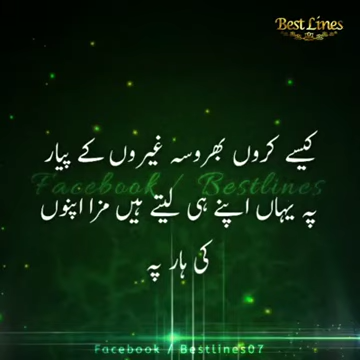 Best Lines
کیسے کروں بھروسہ غیروں کے پیار
Facebook / Bestlines
پہ یہاں اپنے ہی لیتے ہیں مزا اپنوں
کی ہار پہ
Facebook / Bestlines07